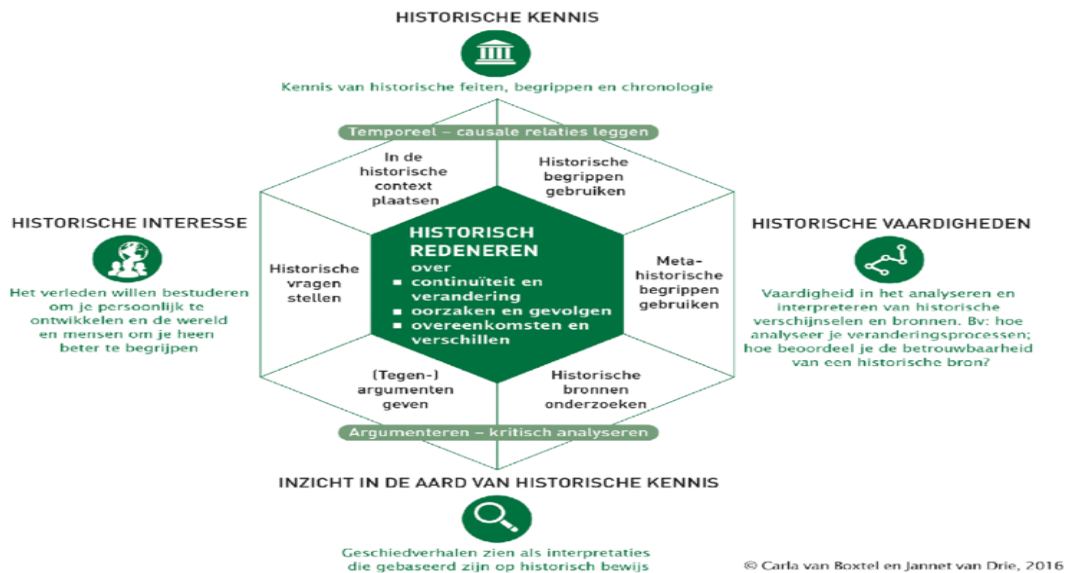 HISTORISCHE KENNIS
Kennis van historische feiten, begrippen en chronologie
Temporeel – causale relaties leggen
In de
historische
context
plaatsen
Historische
begrippen
gebruiken
HISTORISCHE INTERESSE
Het verleden willen bestuderen
om je persoonlijk te
ontwikkelen en de wereld
en mensen om je heen
beter te begrijpen
Historische
vragen
stellen
HISTORISCH
REDENEREN
over
▪ continuïteit en
verandering
▪ oorzaken en gevolgen
▪ overeenkomsten en
verschillen
Meta-
historische
begrippen
gebruiken
HISTORISCHE VAARDIGHEDEN
Vaardigheid in het analyseren en
interpreteren van historische
verschijnselen en bronnen. Bv: hoe
analyseer je veranderingsprocessen;
hoe beoordeel je de betrouwbaarheid
van een historische bron?
(Tegen-)
argumenten
geven
Historische
bronnen
onderzoeken
Argumenteren – kritisch analyseren
INZICHT IN DE AARD VAN HISTORISCHE KENNIS
Geschiedverhalen zien als interpretaties
die gebaseerd zijn op historisch bewijs
© Carla van Boxtel en Jannet van Drie, 2016